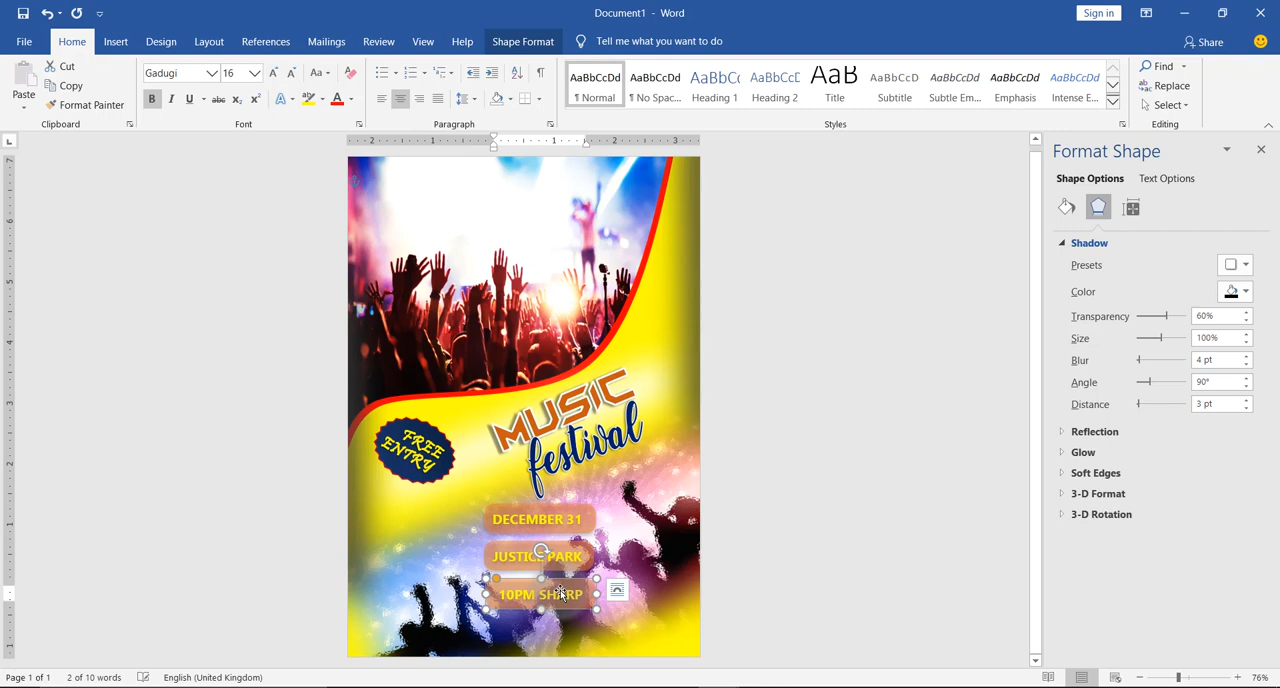 Document1 - Word
Sign in
File
Home
Insert
Design
Layout
References
Mailings
Review
View
Help
Shape Format
Tell me what you want to do
Share
Paste
Cut
Copy
Format Painter
Clipboard
Gadugi
16
Font
Paragraph
AaBbCcDd
¶ Normal
AaBbCcDd
¶ No Spac...
AaBbCc
Heading 1
AaBbCcD
Heading 2
AaB
Title
AaBbCcD
Subtitle
AaBbCcDd
Subtle Em...
AaBbCcDd
Emphasis
AaBbCcDd
Intense E...
Styles
Find
Replace
Select
Editing
FREE
ENTRY
MUSIC
festival
DECEMBER 31
JUSTICE PARK
10PM SHARP
Format Shape
Shape Options
Text Options
Shadow
Presets
Color
Transparency 60%
Size 100%
Blur 4 pt
Angle 90°
Distance 3 pt
Reflection
Glow
Soft Edges
3-D Format
3-D Rotation
Page 1 of 1
2 of 10 words
English (United Kingdom)
76%